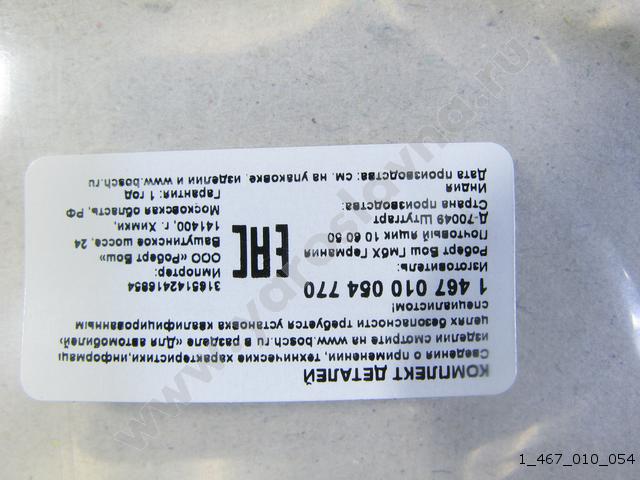 КОМПЛЕКТ ДЕТАЛЕЙ
Сведения о применении, технические характеристики,информац
изделии смотрите на www.bosch.ru в разделе «Для автомобилей»
целях безопасности требуется установка квалифицированным
специалистом!
1 467 010 054 770
3165142416854
Изготовитель:
Роберт Бош ГмбХ Германия
Почтовый ящик 10 60 50
Д-70049 Штутгарт
Страна производства:
Индия
Дата производства: см. на упаковке, изделии и www.bosch.ru
EAC
Импортер:
ООО «Роберт Бош»
Вашутинское шоссе, 24
141400, г. Химки,
Московская область, РФ
Гарантия: 1 год
www.yaroslavna.ru
1_467_010_054